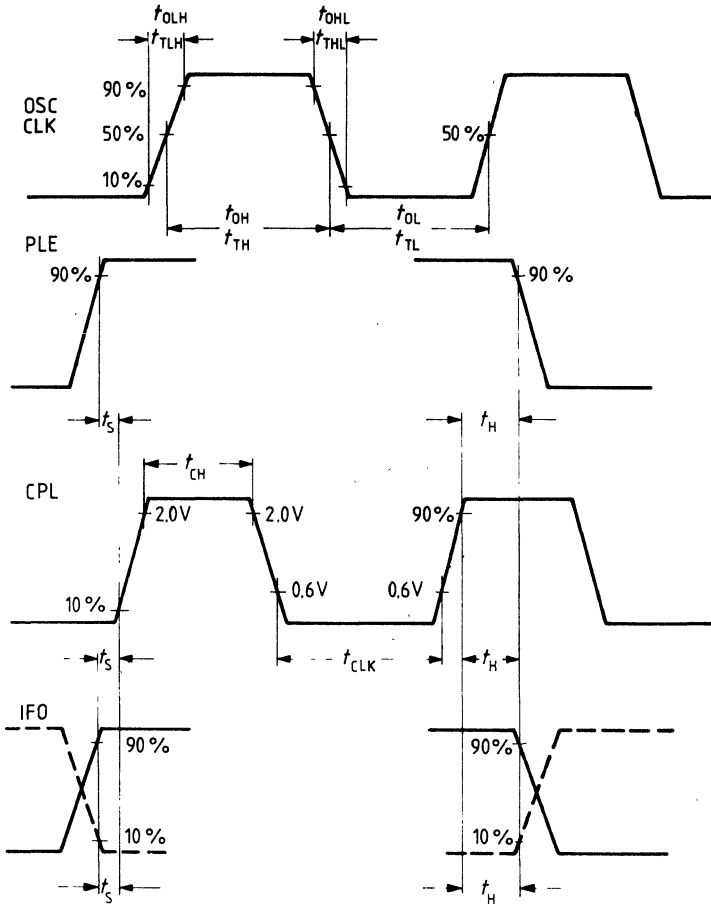 tOLH tOHL
tTLH tTHL
90%
OSC
CLK
50% 50%
10%
tOH tOL
tTH tTL
PLE
90% 90%
tS tH
tCH
CPL
2.0V 2.0V 90%
10% 0,6V 0,6V
tS tCLK tH
IFO
90% 90%
10% 10%
tS tH